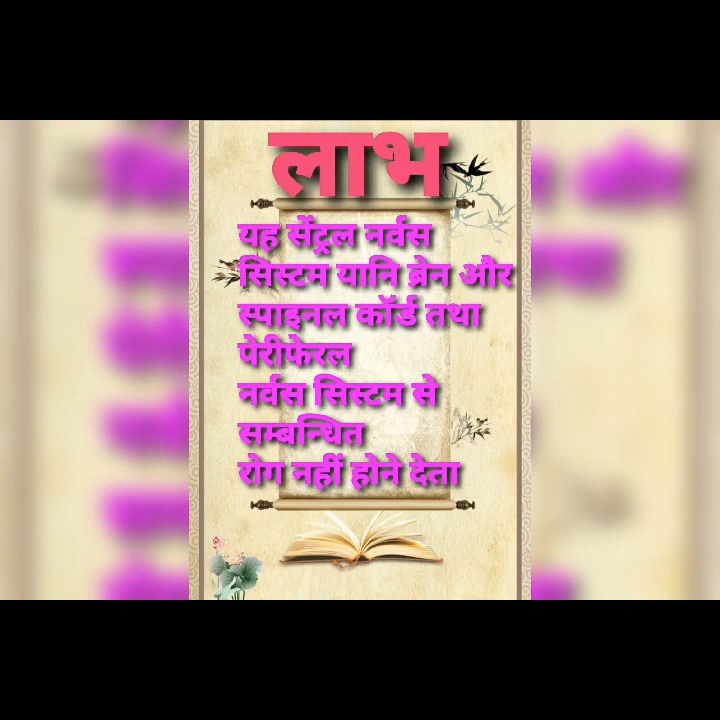 लाभ
यह सेंट्रल नर्वस
सिस्टम यानि ब्रेन और
स्पाइनल कॉर्ड तथा
पेरीफेरल
नर्वस सिस्टम से
सम्बन्धित
रोग नहीं होने देता